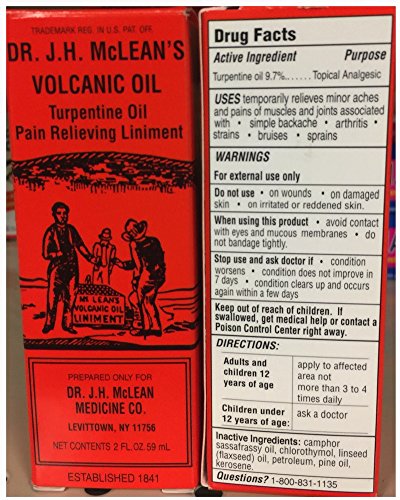 TRADEMARK REG. IN U.S. PAT. OFF.
DR. J.H. McLEAN'S
VOLCANIC OIL
Turpentine Oil
Pain Relieving Liniment
Mc LEAN'S
VOLCANIC OIL
LINIMENT
PREPARED ONLY FOR
DR. J.H. McLEAN
MEDICINE CO.
LEVITTOWN, NY 11756
NET CONTENTS 2 FL. OZ. 59 mL
ESTABLISHED 1841
Drug Facts
Active Ingredient Purpose
Turpentine oil 9.7%...... Topical Analgesic
USES temporarily relieves minor aches
and pains of muscles and joints associated
with • simple backache • arthritis •
strains • bruises • sprains
WARNINGS
For external use only
Do not use • on wounds • on damaged
skin • on irritated or reddened skin.
When using this product • avoid contact
with eyes and mucous membranes • do
not bandage tightly.
Stop use and ask doctor if • condition
worsens • condition does not improve in
7 days • condition clears up and occurs
again within a few days
Keep out of reach of children. If
swallowed, get medical help or contact a
Poison Control Center right away.
DIRECTIONS:
Adults and
children 12
years of age
apply to affected
area not
more than 3 to 4
times daily
Children under
12 years of age:
ask a doctor
Inactive Ingredients: camphor
sassafrassy oil, chlorothymol, linseed
(flaxseed) oil, petroleum, pine oil,
kerosene.
Questions? 1-800-831-1135